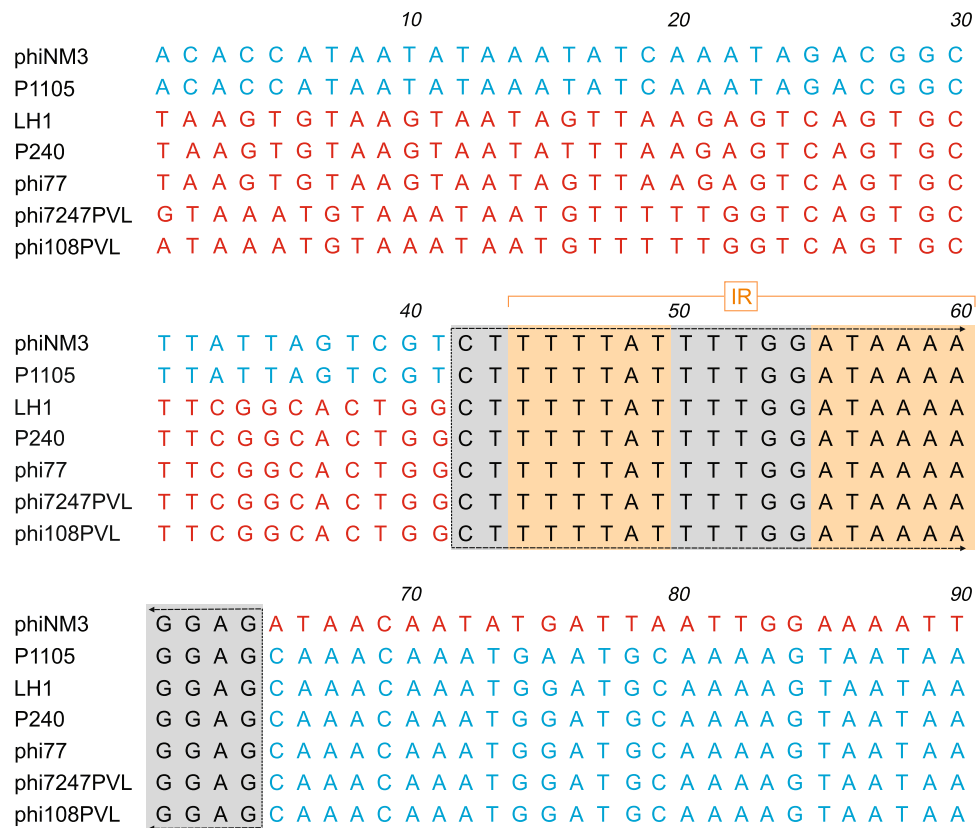 10 20 30
phiNM3 A C A C C A T A A T A T A A A T A T C A A A T A G A C G G C
P1105 A C A C C A T A A T A T A A A T A T C A A A T A G A C G G C
LH1 T A A G T G T A A G T A A T A G T T A A G A G T C A G T G C
P240 T A A G T G T A A G T A A T A T T T A A G A G T C A G T G C
phi77 T A A G T G T A A G T A A T A G T T A A G A G T C A G T G C
phi7247PVL G T A A A T G T A A A T A A T G T T T T T G G T C A G T G C
phi108PVL A T A A A T G T A A A T A A T G T T T T T G G T C A G T G C
IR
40 50 60
phiNM3 T T A T T A G T C G T C T T T T T A T T T T G G A T A A A A
P1105 T T A T T A G T C G T C T T T T T A T T T T G G A T A A A A
LH1 T T C G G C A C T G G C T T T T T A T T T T G G A T A A A A
P240 T T C G G C A C T G G C T T T T T A T T T T G G A T A A A A
phi77 T T C G G C A C T G G C T T T T T A T T T T G G A T A A A A
phi7247PVL T T C G G C A C T G G C T T T T T A T T T T G G A T A A A A
phi108PVL T T C G G C A C T G G C T T T T T A T T T T G G A T A A A A
70 80 90
phiNM3 G G A G A T A A C A A T A T G A T T A A T T G G A A A A T T
P1105 G G A G C A A A C A A A T G A A T G C A A A A G T A A T A A
LH1 G G A G C A A A C A A A T G G A T G C A A A A G T A A T A A
P240 G G A G C A A A C A A A T G G A T G C A A A A G T A A T A A
phi77 G G A G C A A A C A A A T G G A T G C A A A A G T A A T A A
phi7247PVL G G A G C A A A C A A A T G G A T G C A A A A G T A A T A A
phi108PVL G G A G C A A A C A A A T G G A T G C A A A A G T A A T A A